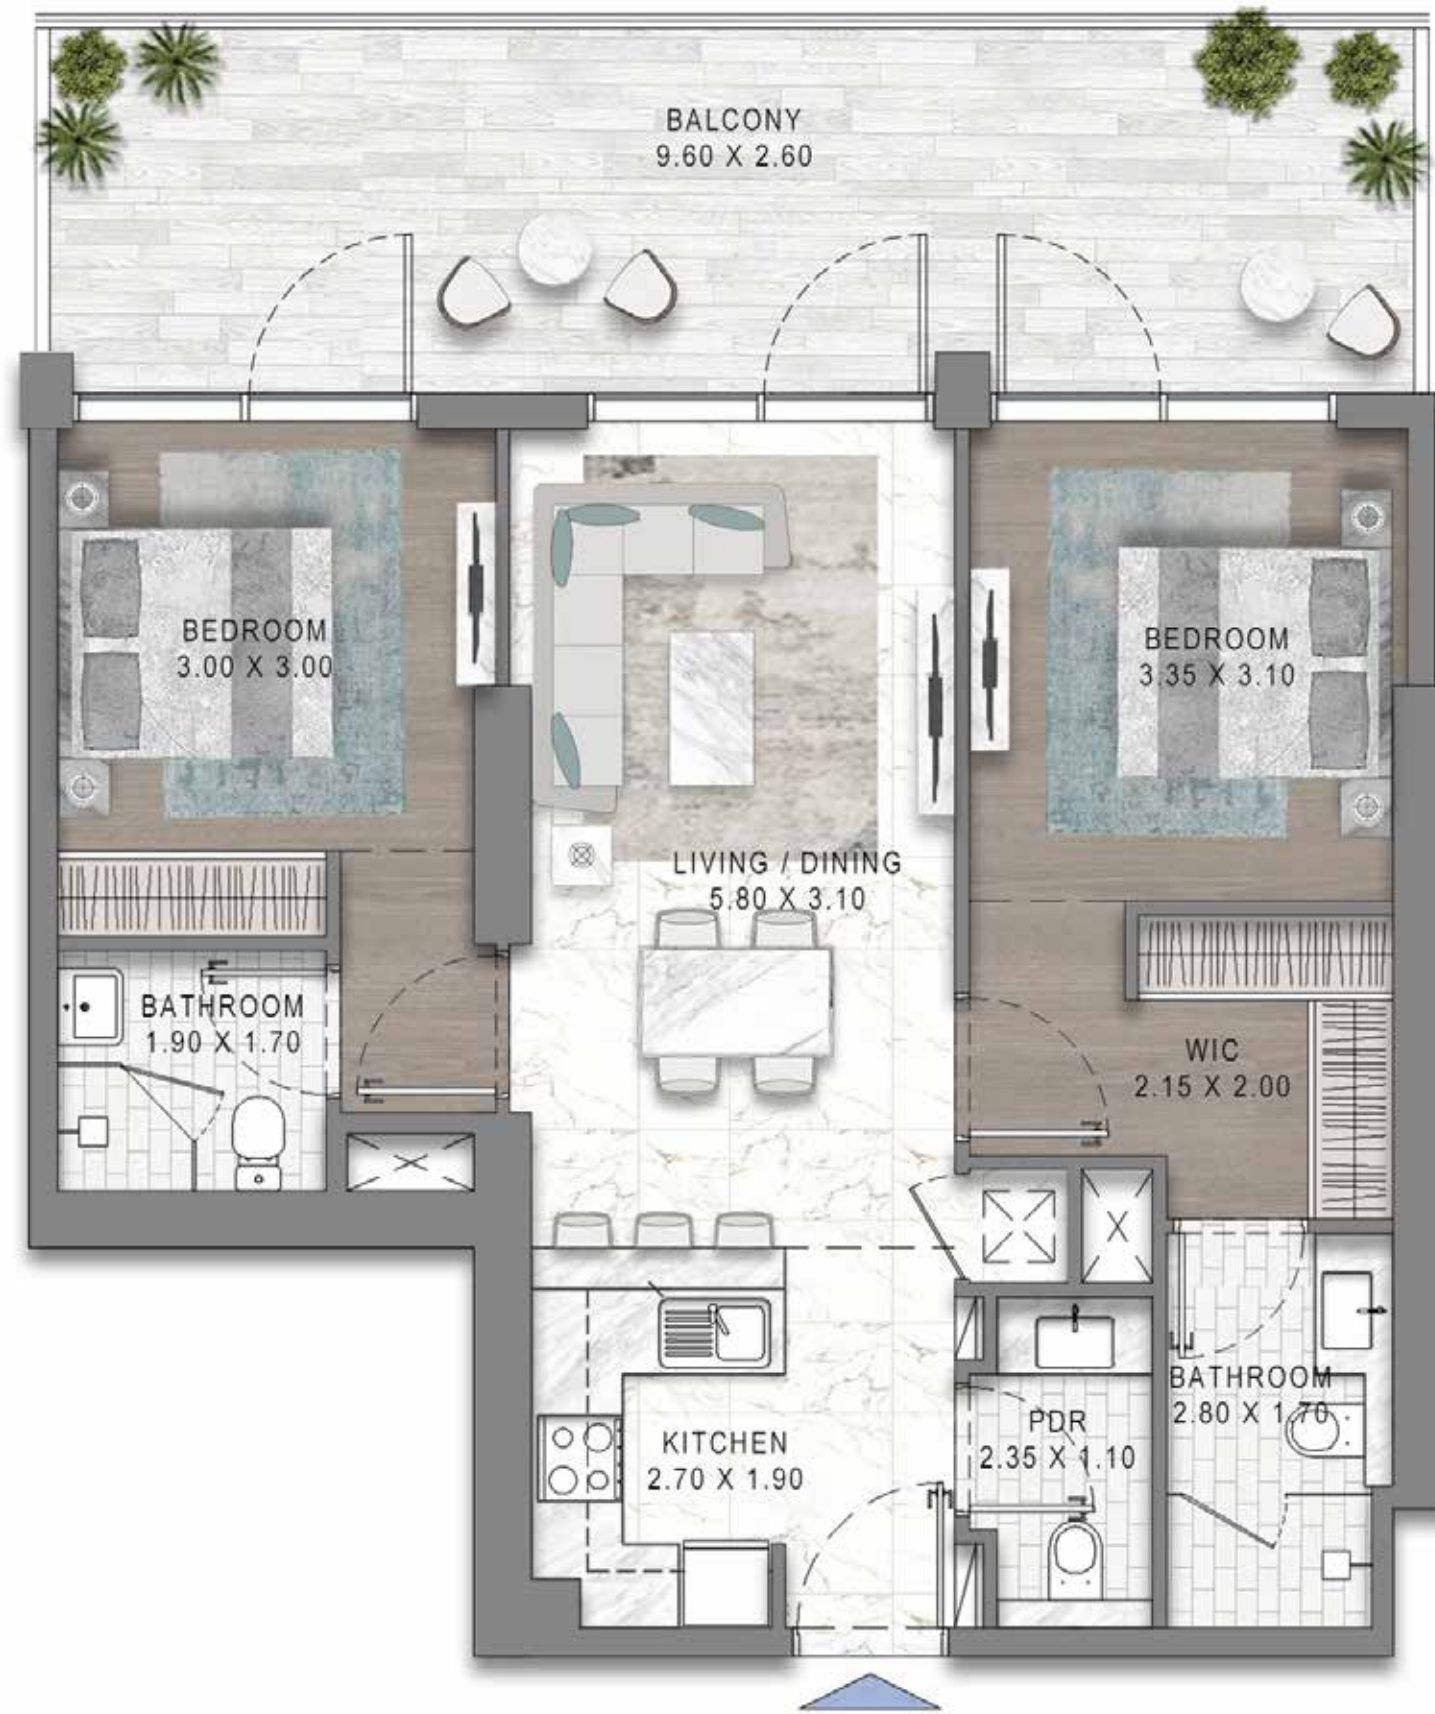 BALCONY
9.60 X 2.60
BEDROOM
3.00 X 3.00
BEDROOM
3.35 X 3.10
LIVING / DINING
5.80 X 3.10
BATHROOM
1.90 X 1.70
WIC
2.15 X 2.00
BATHROOM
2.80 X 1.70
PDR
2.35 X 1.10
KITCHEN
2.70 X 1.90